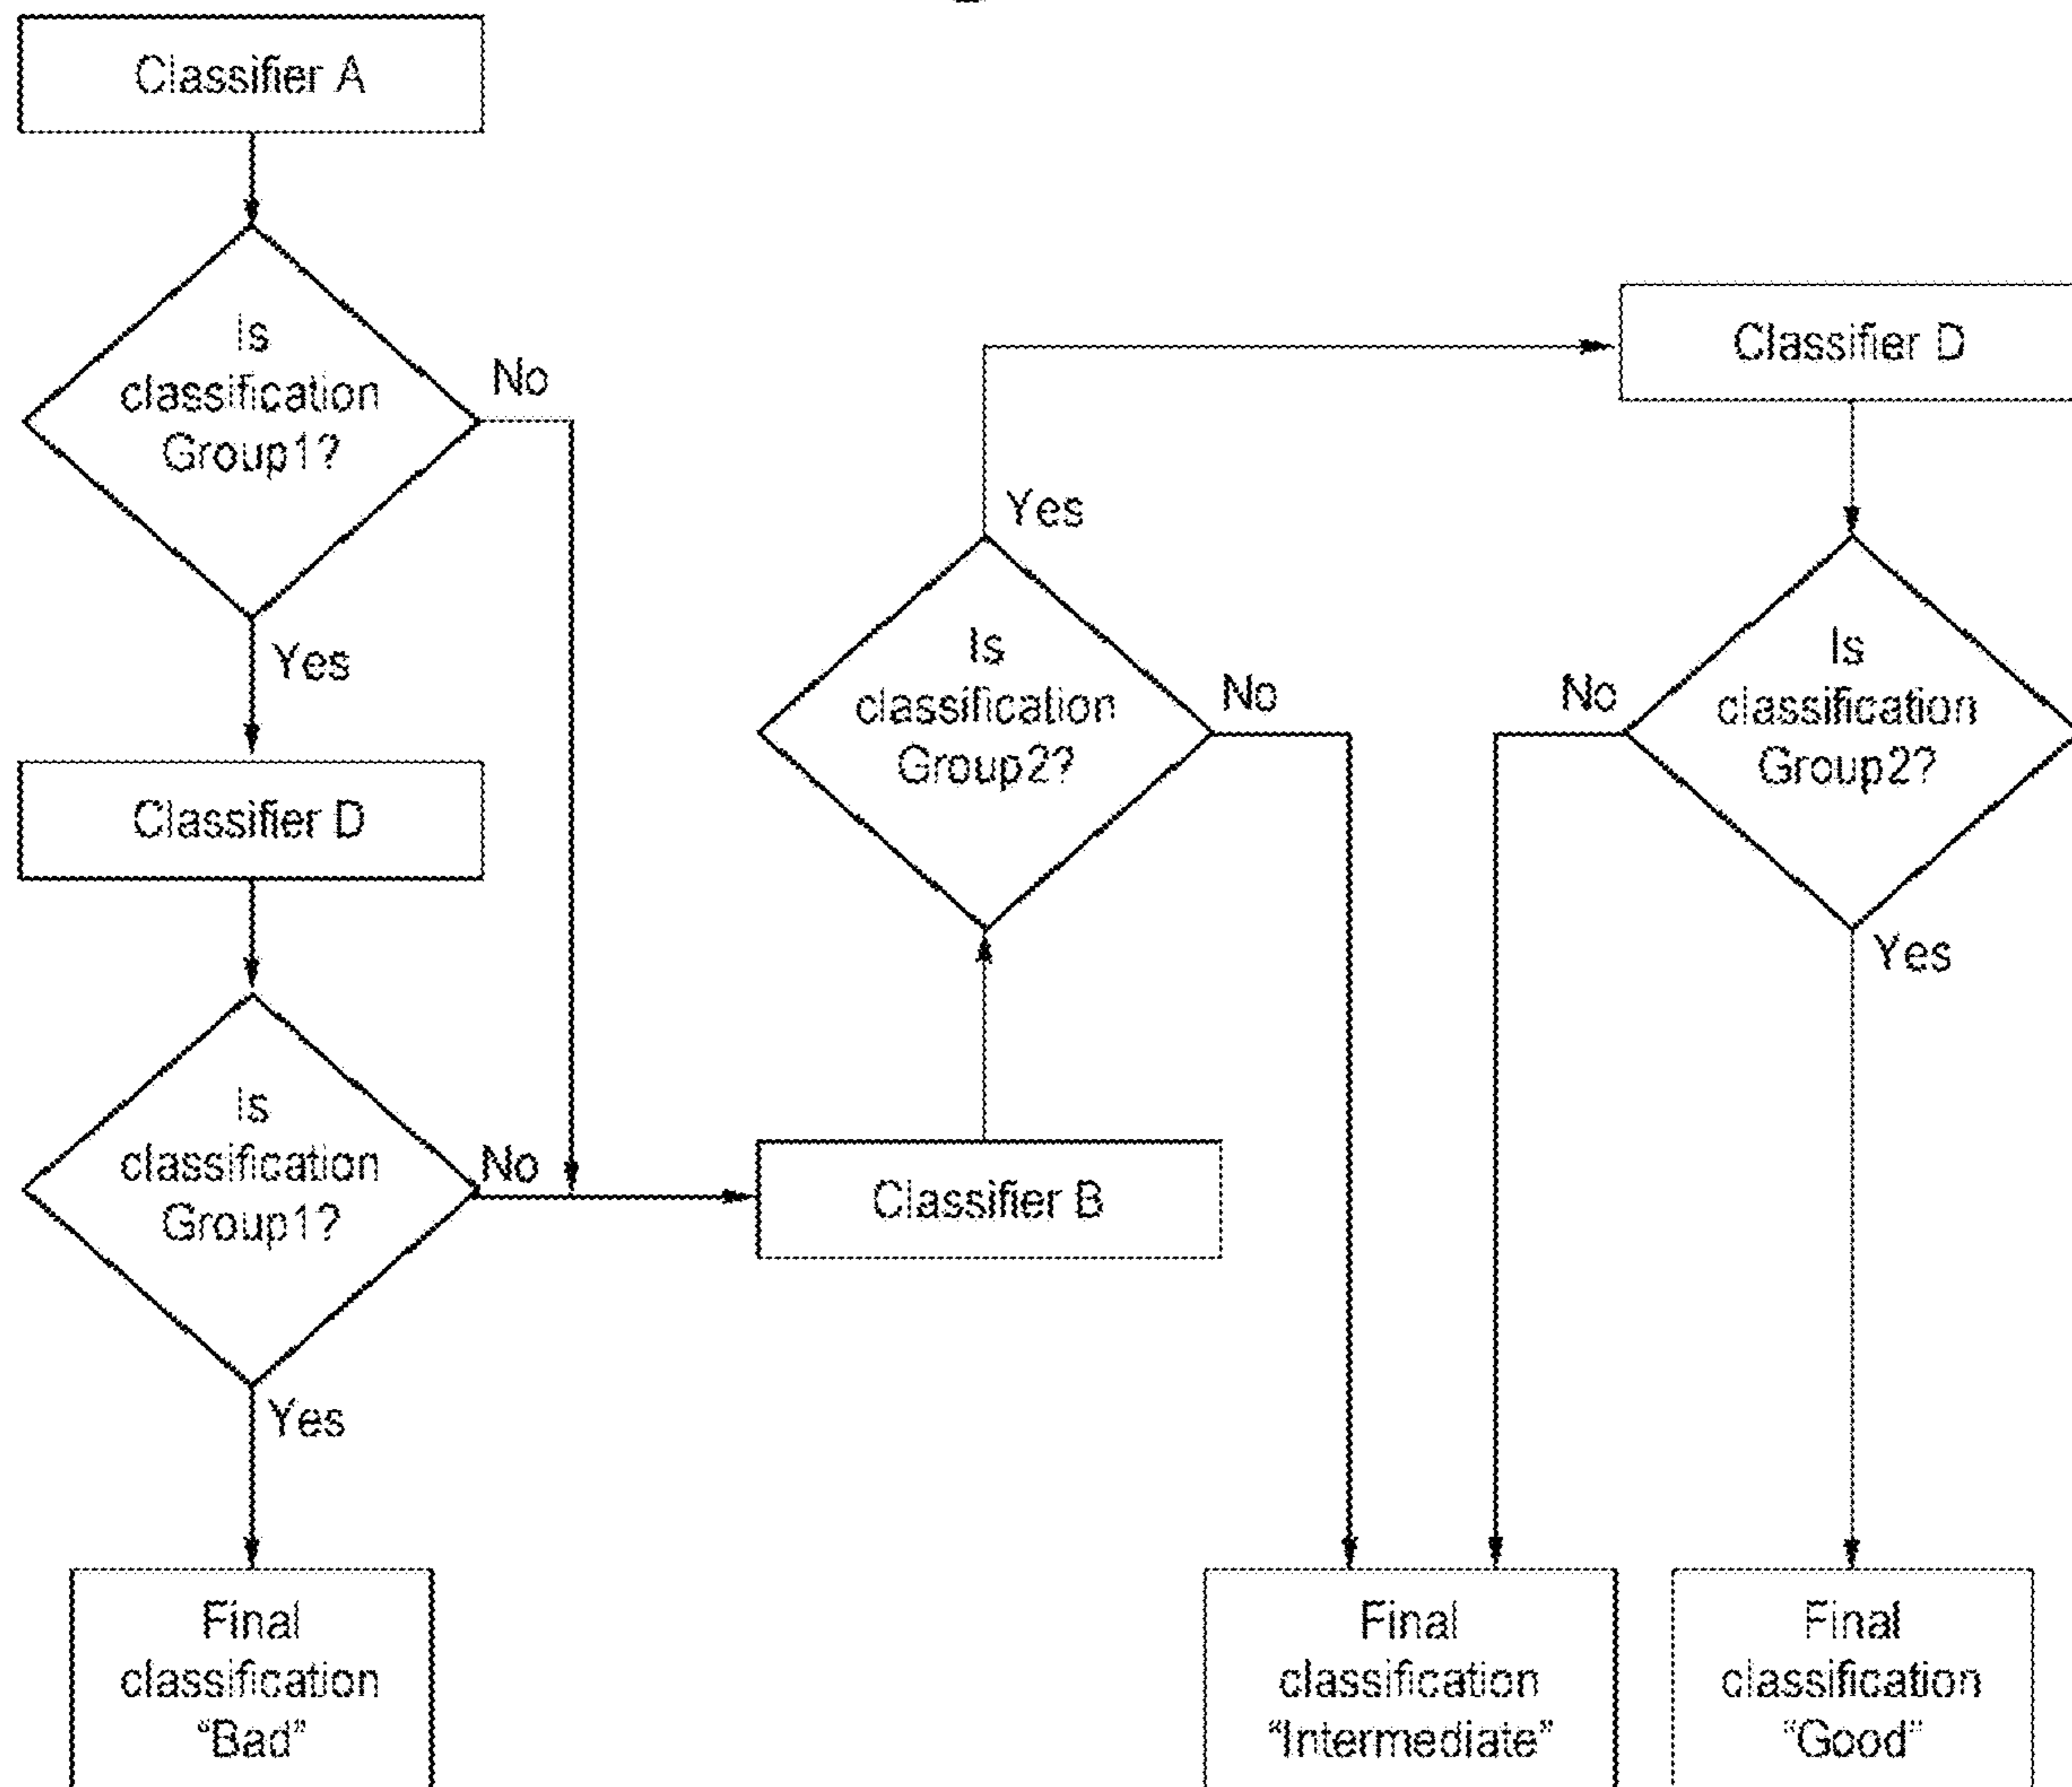 Classifier A
Is
classification
Group1?
No
Yes
Classifier D
Is
classification
Group1?
No
Yes
Final
classification
“Bad”
Classifier B
Is
classification
Group2?
Yes
No
Classifier D
Is
classification
Group2?
No
Yes
Final
classification
“Intermediate”
Final
classification
“Good”